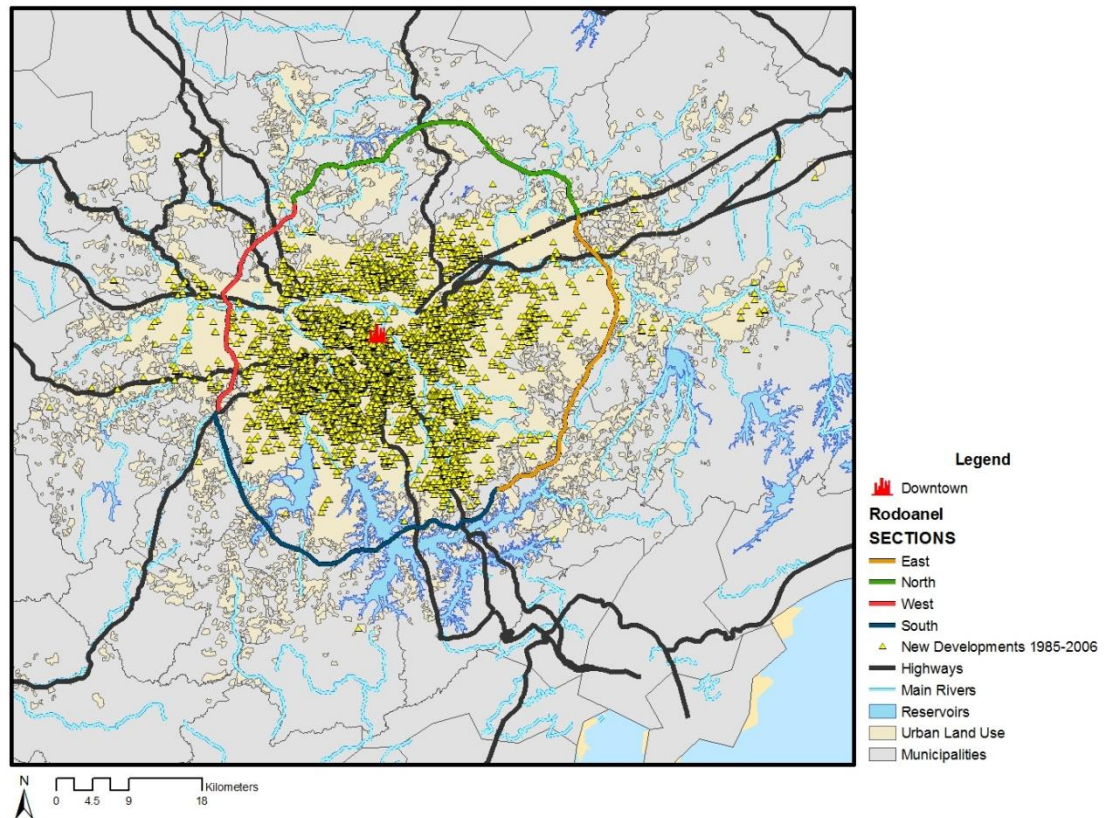 Legend
Downtown
Rodoanel
SECTIONS
East
North
West
South
New Developments 1985-2006
Highways
Main Rivers
Reservoirs
Urban Land Use
Municipalities
N
Kilometers
0 4.5 9 18